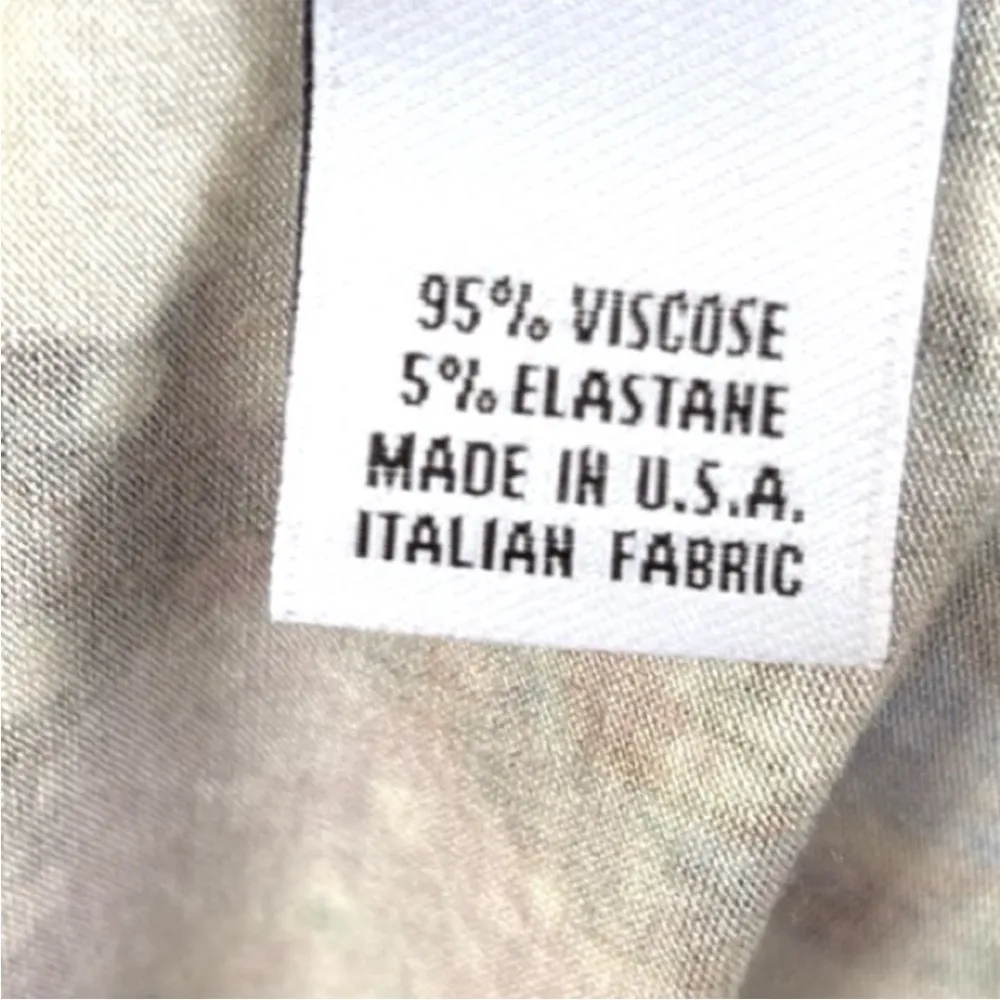 95% VISCOSE
5% ELASTANE
MADE IN U.S.A.
ITALIAN FABRIC